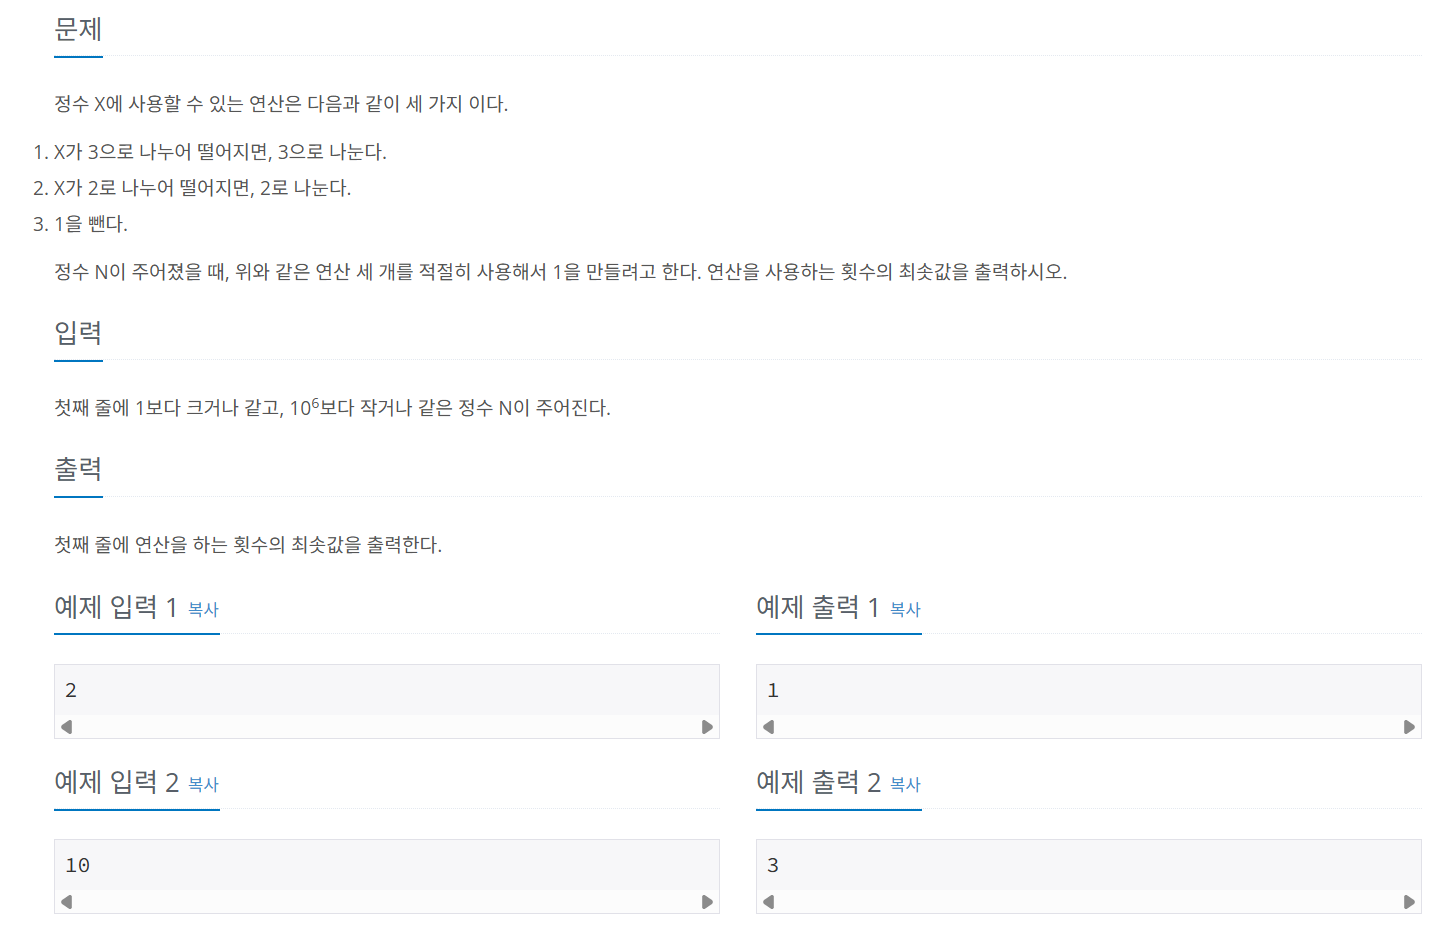 문제
정수 X에 사용할 수 있는 연산은 다음과 같이 세 가지 이다.
1. X가 3으로 나누어 떨어지면, 3으로 나눈다.
2. X가 2로 나누어 떨어지면, 2로 나눈다.
3. 1을 뺀다.
정수 N이 주어졌을 때, 위와 같은 연산 세 개를 적절히 사용해서 1을 만들려고 한다. 연산을 사용하는 횟수의 최솟값을 출력하시오.
입력
첫째 줄에 1보다 크거나 같고, 10⁶보다 작거나 같은 정수 N이 주어진다.
출력
첫째 줄에 연산을 하는 횟수의 최솟값을 출력한다.
예제 입력 1 복사
2
예제 출력 1 복사
1
예제 입력 2 복사
10
예제 출력 2 복사
3